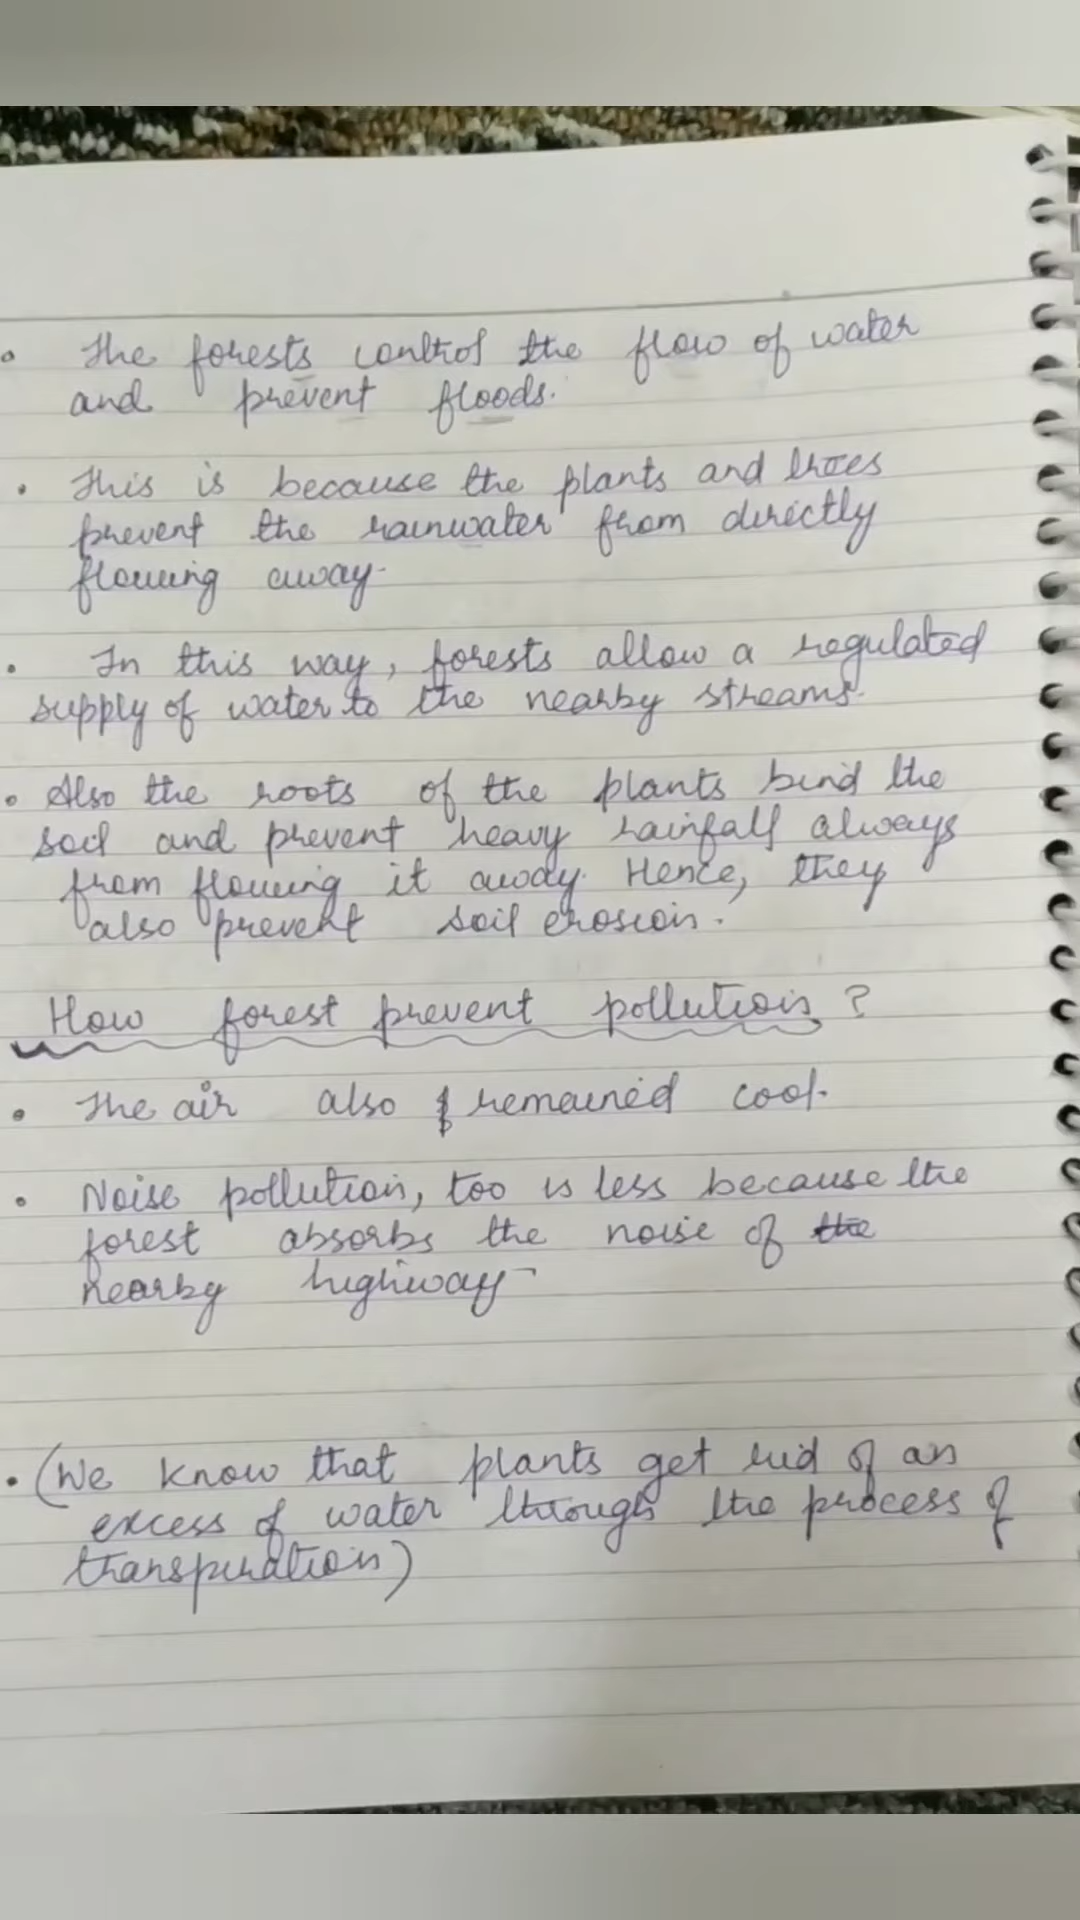 • The forests control the flow of water
and prevent floods.
• This is because the plants and trees
prevent the rainwater from directly
flowing away.
• In this way, forests allow a regulated
supply of water to the nearby streams.
• Also the roots of the plants bind the
soil and prevent heavy rainfall always
from flowing it away. Hence, they
also prevent soil erosion.
How forest prevent pollution?
• The air also remained cool.
• Noise pollution, too is less because the
forest absorbs the noise of the
nearby highway
• (We know that plants get rid of an
excess of water through the process of
transpiration)